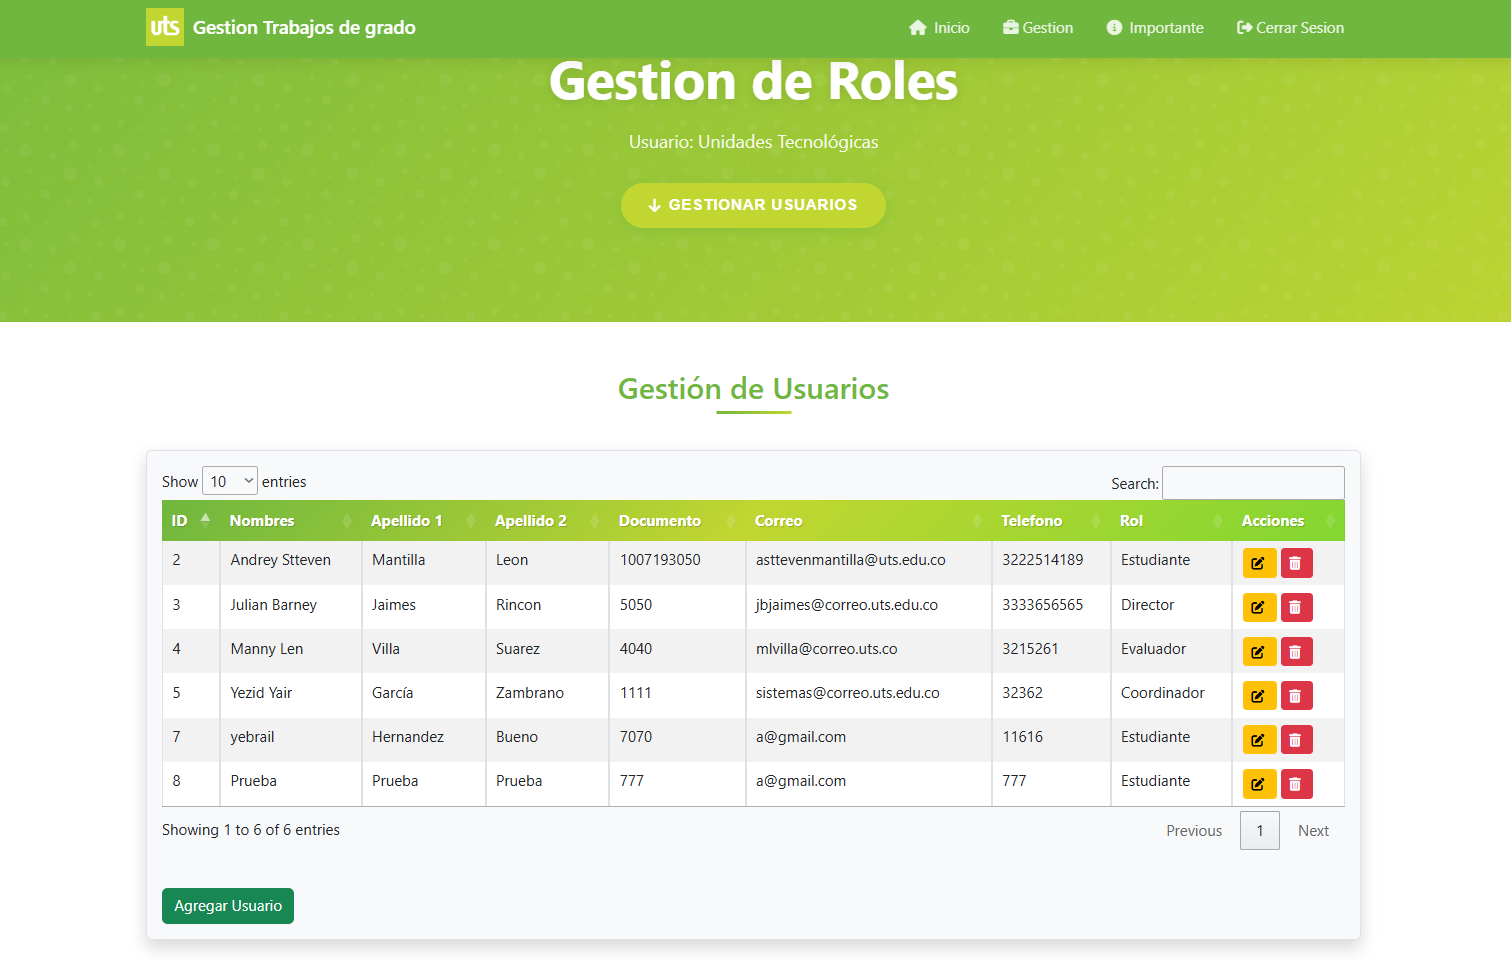 uts Gestion Trabajos de grado Inicio Gestion Importante Cerrar Sesion
Gestion de Roles
Usuario: Unidades Tecnológicas
GESTIONAR USUARIOS
Gestión de Usuarios
Show 10 entries Search:
ID Nombres Apellido 1 Apellido 2 Documento Correo Telefono Rol Acciones
2 Andrey Stteven Mantilla Leon 1007193050 asttevenmantilla@uts.edu.co 3222514189 Estudiante
3 Julian Barney Jaimes Rincon 5050 jbjaimes@correo.uts.edu.co 3333656565 Director
4 Manny Len Villa Suarez 4040 mlvilla@correo.uts.co 3215261 Evaluador
5 Yezid Yair García Zambrano 1111 sistemas@correo.uts.edu.co 32362 Coordinador
7 yebrail Hernandez Bueno 7070 a@gmail.com 11616 Estudiante
8 Prueba Prueba Prueba 777 a@gmail.com 777 Estudiante
Showing 1 to 6 of 6 entries Previous 1 Next
Agregar Usuario